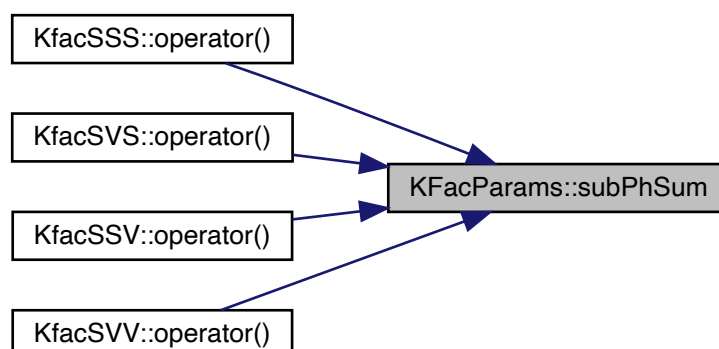 KfacSSS::operator()
KfacSVS::operator()
KFacParams::subPhSum
KfacSSV::operator()
KfacSVV::operator()